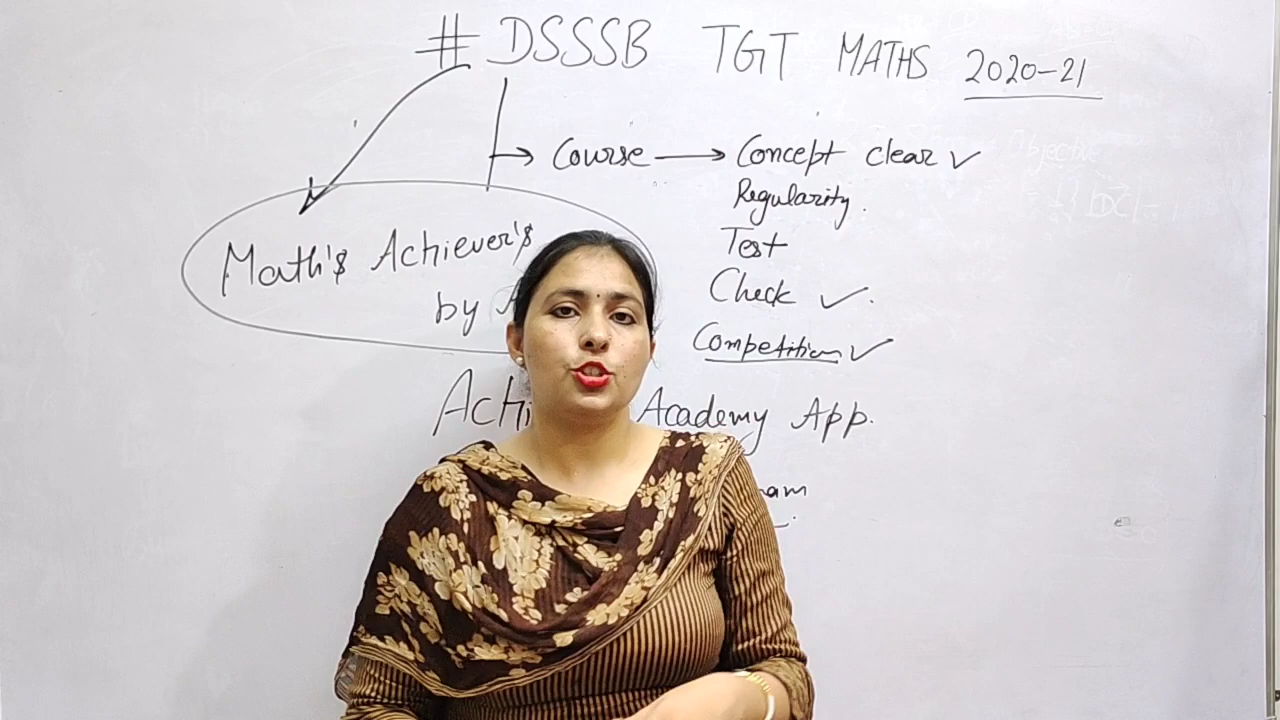 # DSSSB TGT MATHS 2020-21
Course → Concept clear ✓
Regularity.
Math's Achiever's
Test
by
Check ✓.
Competition ✓
Academy App.